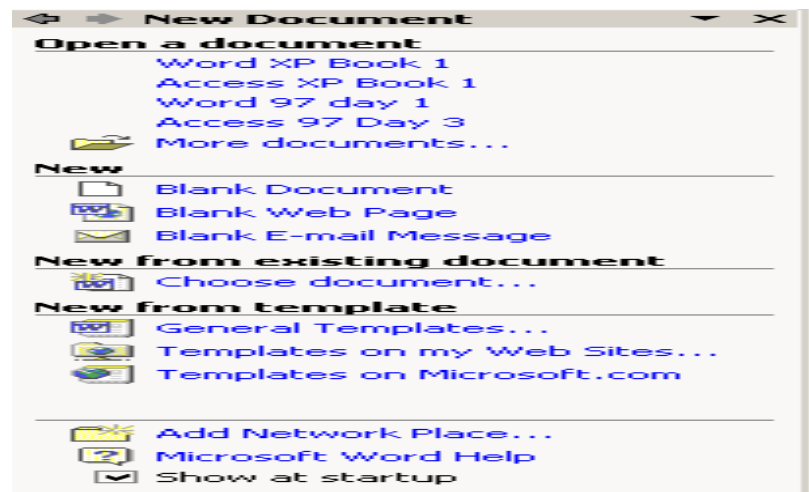 New Document
Open a document
Word XP Book 1
Access XP Book 1
Word 97 day 1
Access 97 Day 3
More documents...
New
Blank Document
Blank Web Page
Blank E-mail Message
New from existing document
Choose document...
New from template
General Templates...
Templates on my Web Sites...
Templates on Microsoft.com
Add Network Place...
Microsoft Word Help
Show at startup